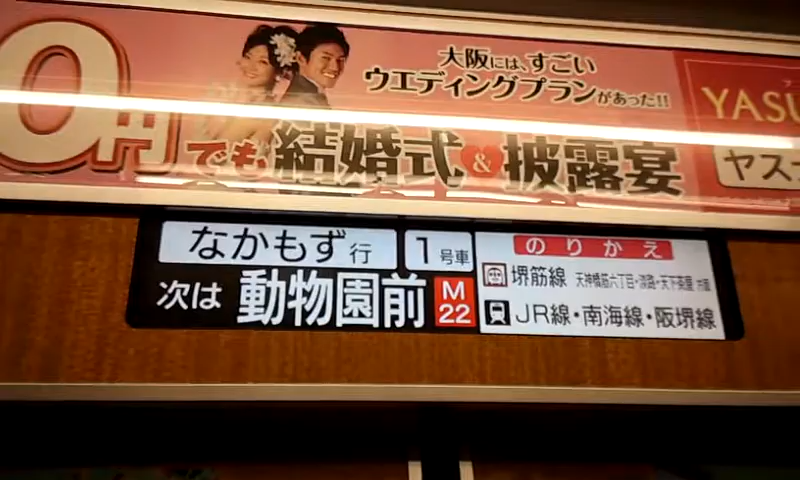 大阪には、すごい
ウエディングプランがあった!!
0円でも結婚式&披露宴
YASU
ヤスナ
なかもず行
1号車
次は 動物園前 M22
のりかえ
堺筋線 天神橋筋六丁目・淡路・天下茶屋 方面
JR線・南海線・阪堺線